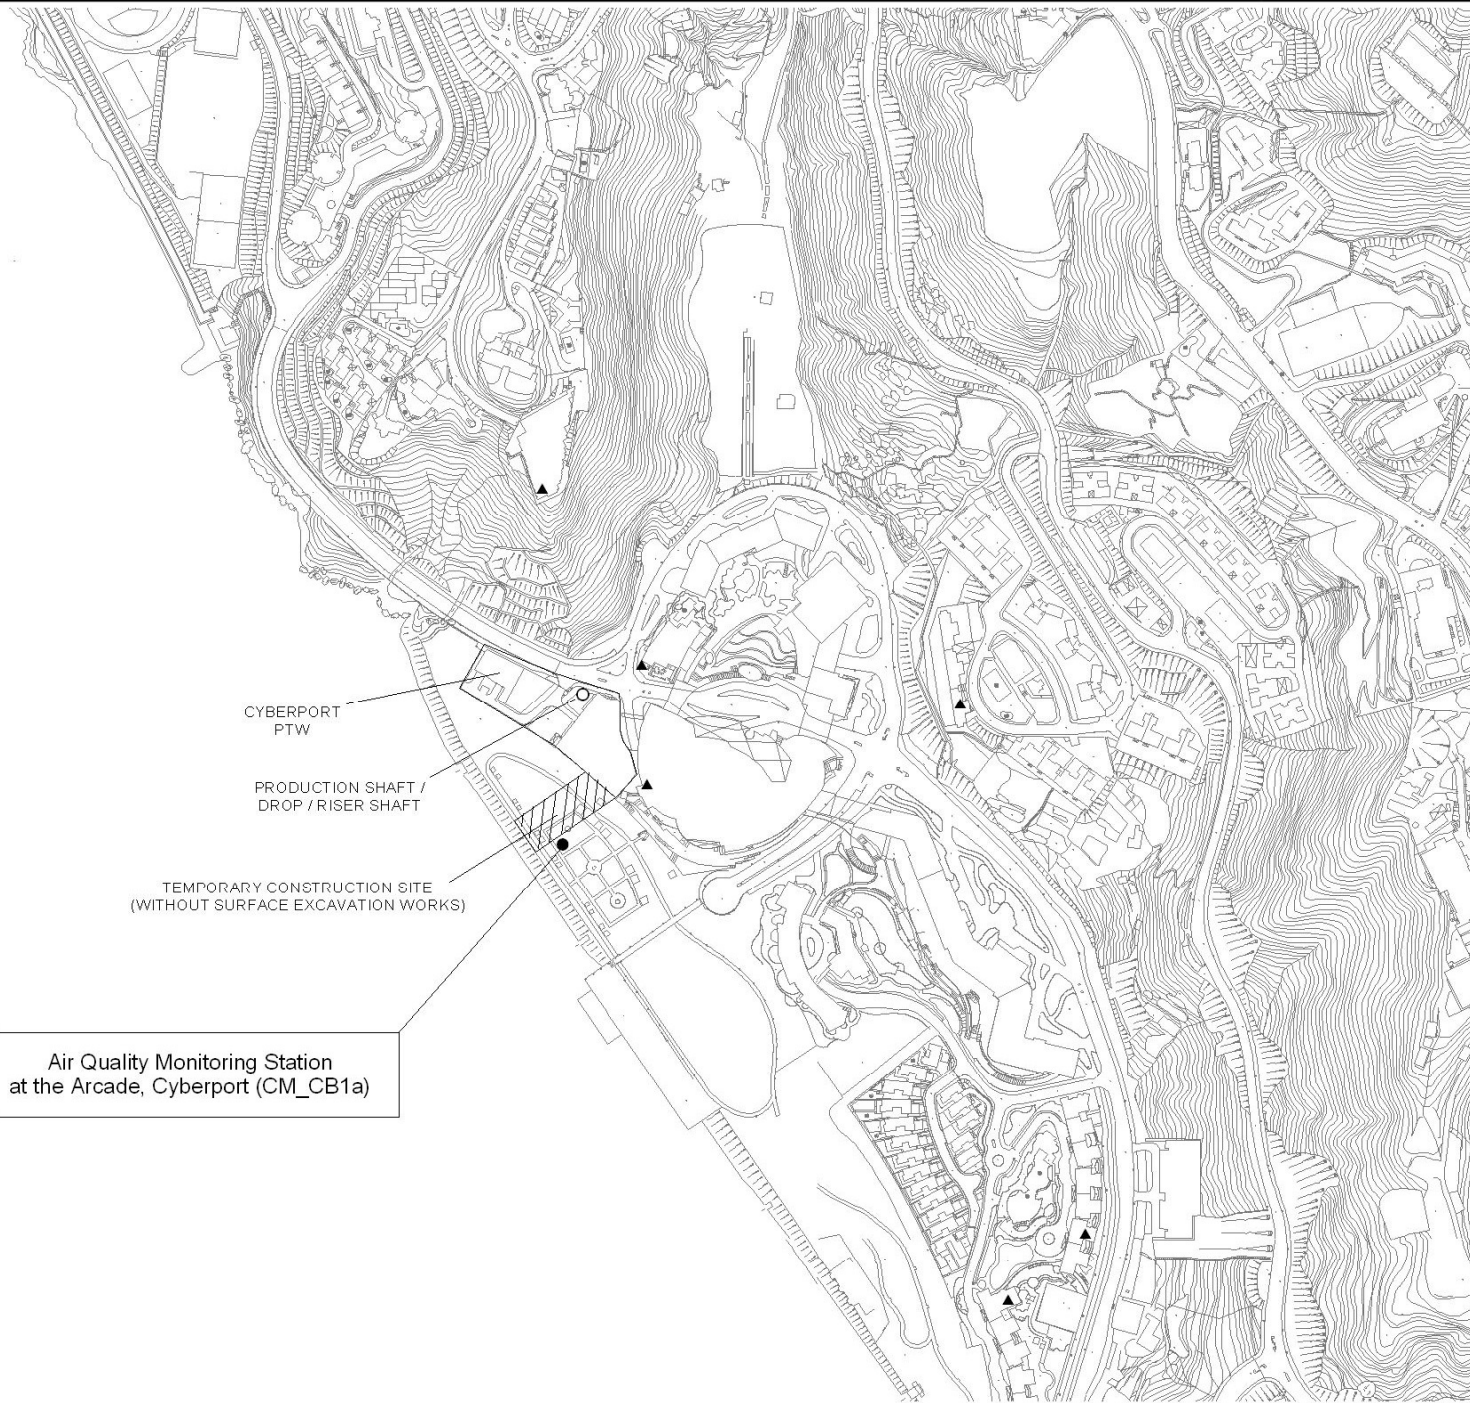 CYBERPORT
PTW
PRODUCTION SHAFT /
DROP / RISER SHAFT
TEMPORARY CONSTRUCTION SITE
(WITHOUT SURFACE EXCAVATION WORKS)
Air Quality Monitoring Station
at the Arcade, Cyberport (CM_CB1a)